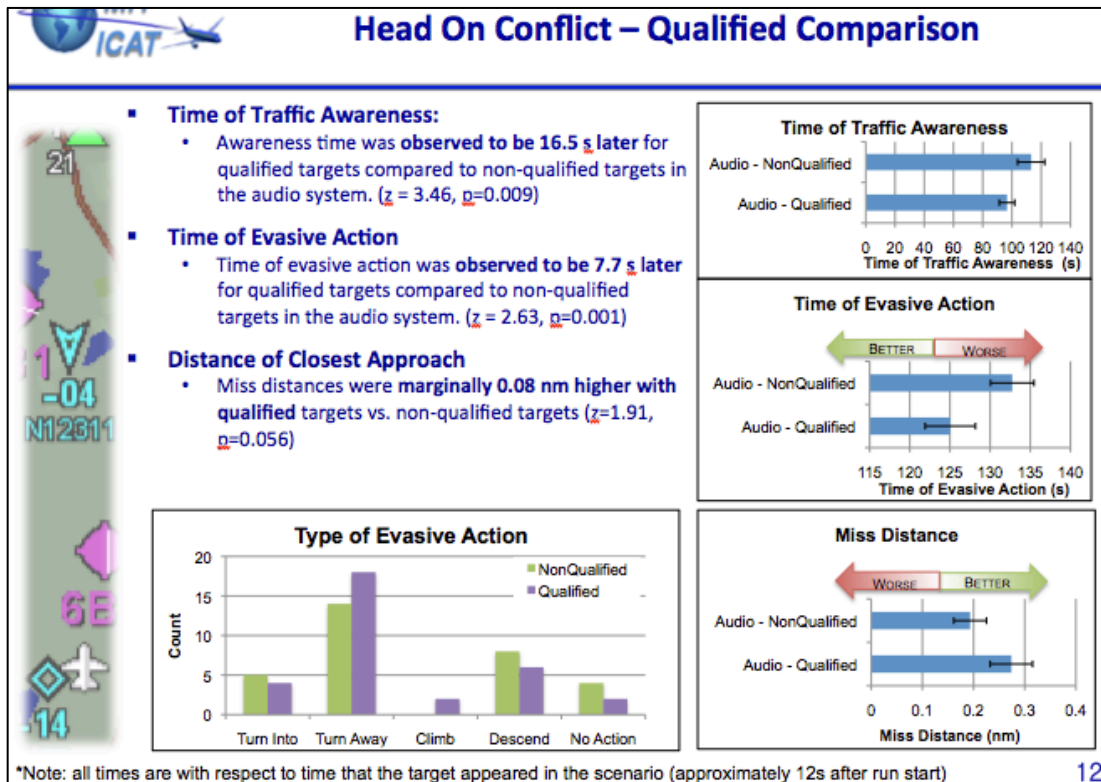 ICAT
Head On Conflict – Qualified Comparison
21
1
-04
N12311
6B
-14
▪ Time of Traffic Awareness:
• Awareness time was observed to be 16.5 s later for
qualified targets compared to non-qualified targets in
the audio system. (z = 3.46, p=0.009)
▪ Time of Evasive Action
• Time of evasive action was observed to be 7.7 s later
for qualified targets compared to non-qualified
targets in the audio system. (z = 2.63, p=0.001)
▪ Distance of Closest Approach
• Miss distances were marginally 0.08 nm higher with
qualified targets vs. non-qualified targets (z=1.91,
p=0.056)
Time of Traffic Awareness
Audio - NonQualified
Audio - Qualified
0 20 40 60 80 100 120 140
Time of Traffic Awareness (s)
Time of Evasive Action
BETTER WORSE
Audio - NonQualified
Audio - Qualified
115 120 125 130 135 140
Time of Evasive Action (s)
Type of Evasive Action
20
15
10
5
0
Count
NonQualified
Qualified
Turn Into Turn Away Climb Descend No Action
Miss Distance
WORSE BETTER
Audio - NonQualified
Audio - Qualified
0 0.1 0.2 0.3 0.4
Miss Distance (nm)
*Note: all times are with respect to time that the target appeared in the scenario (approximately 12s after run start)
12